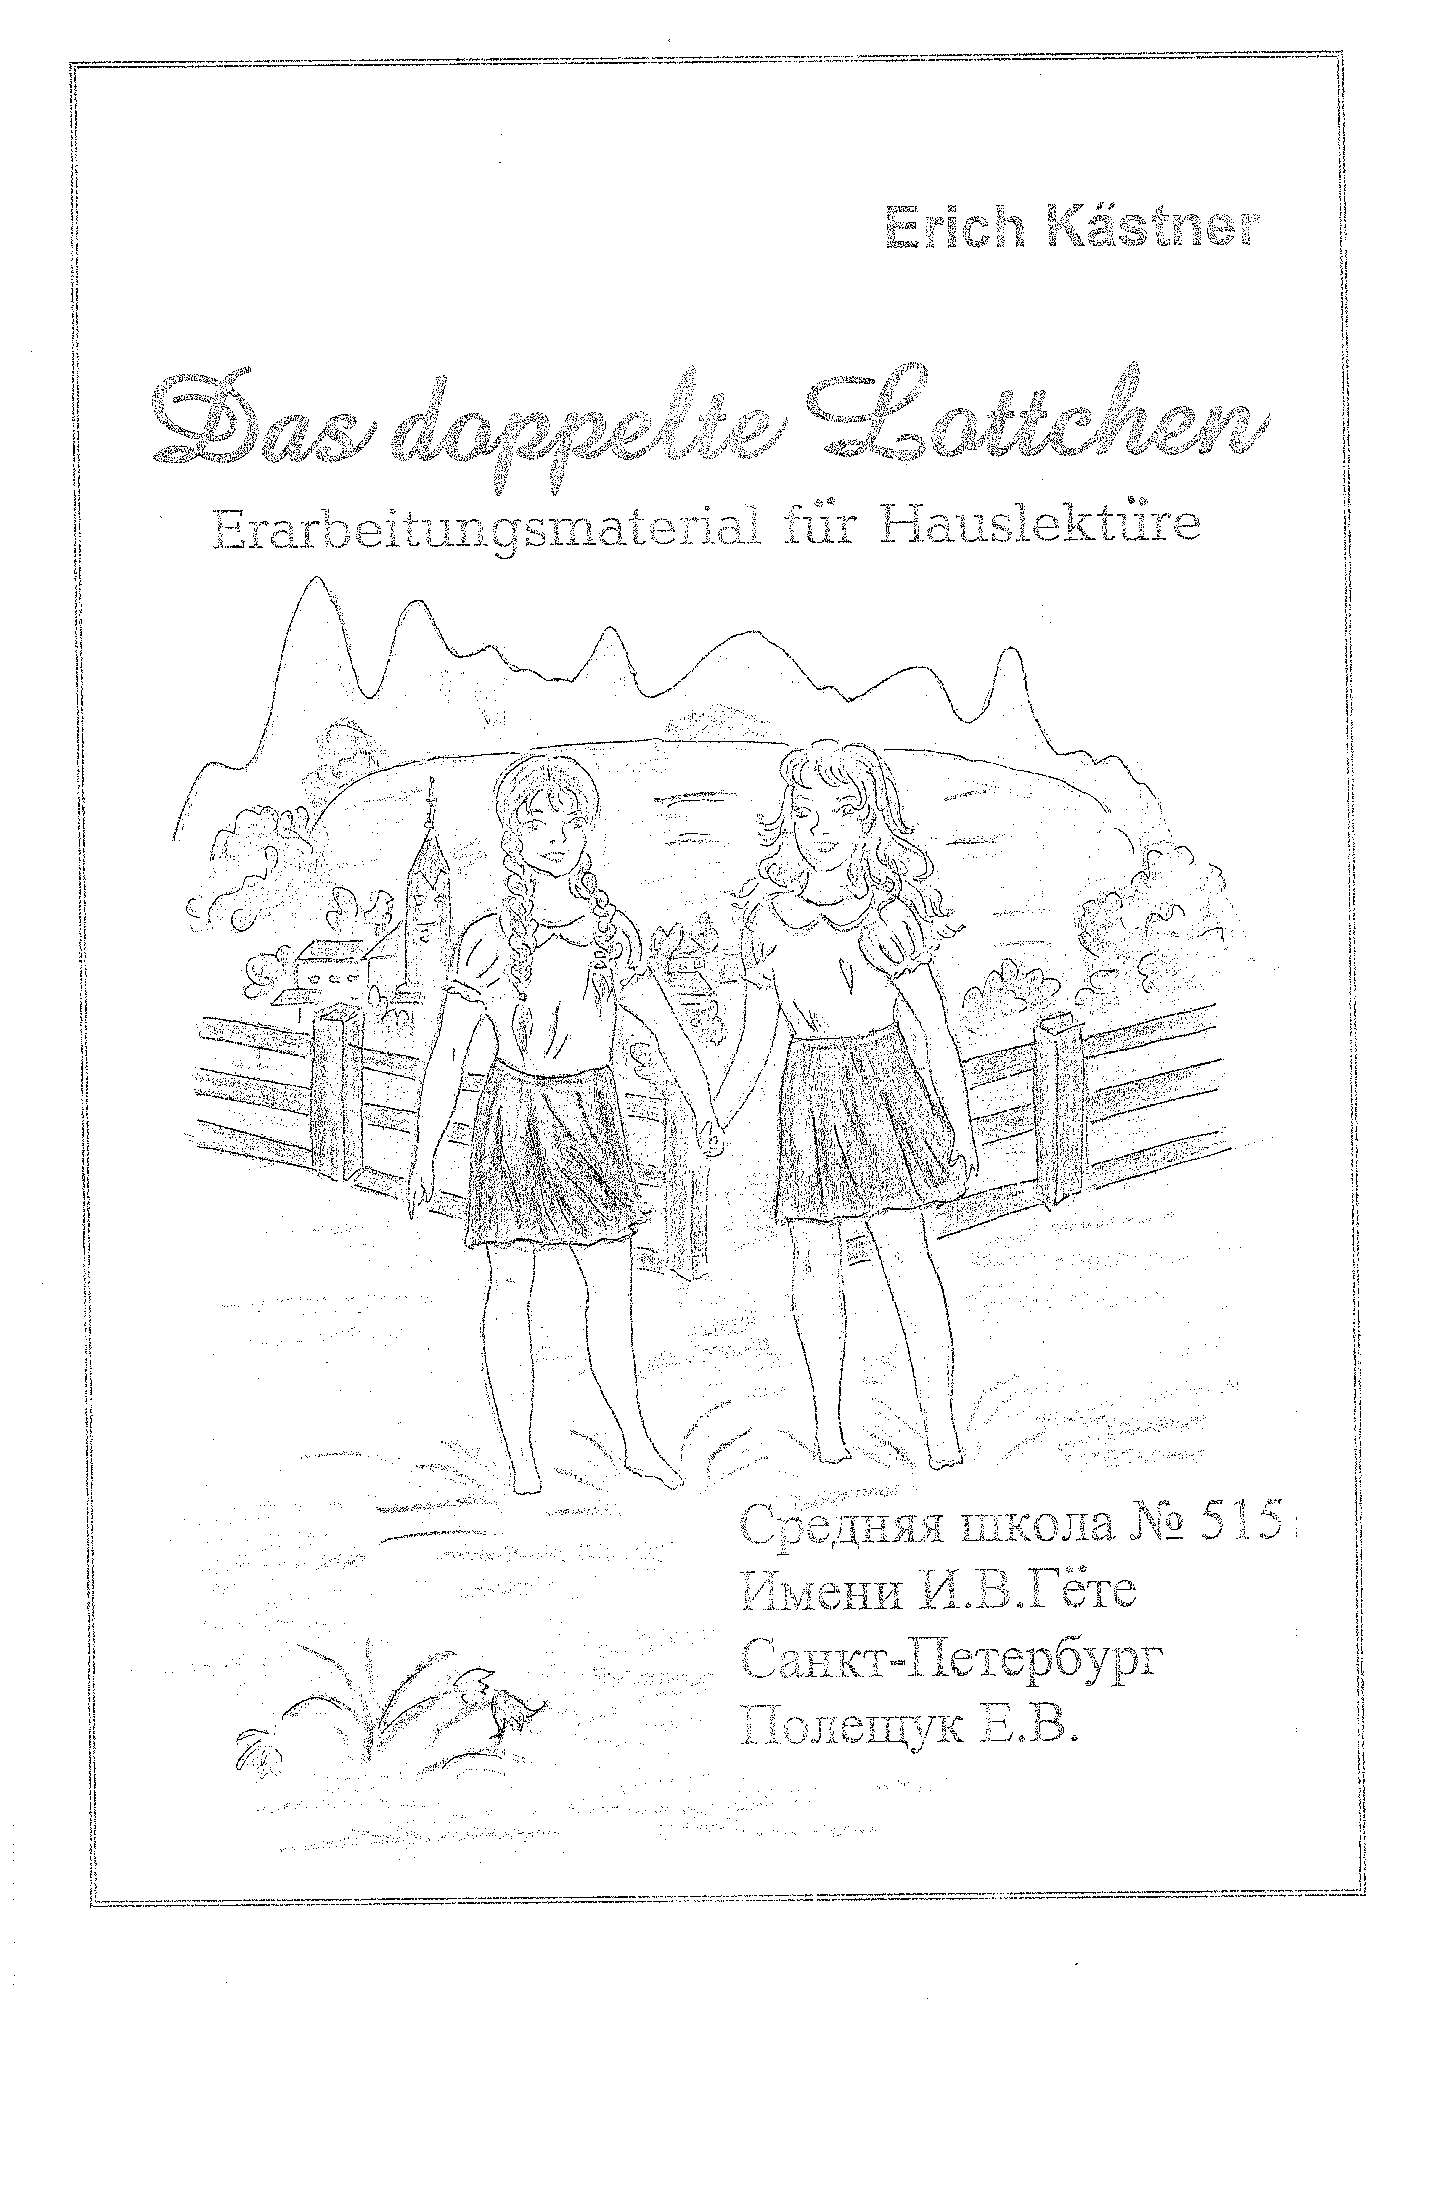 Erich Kästner
Das doppelte Lottchen
Erarbeitungsmaterial für Hauslektüre
Средняя школа № 515
Имени И.В.Гёте
Санкт-Петербург
Полещук Е.В.